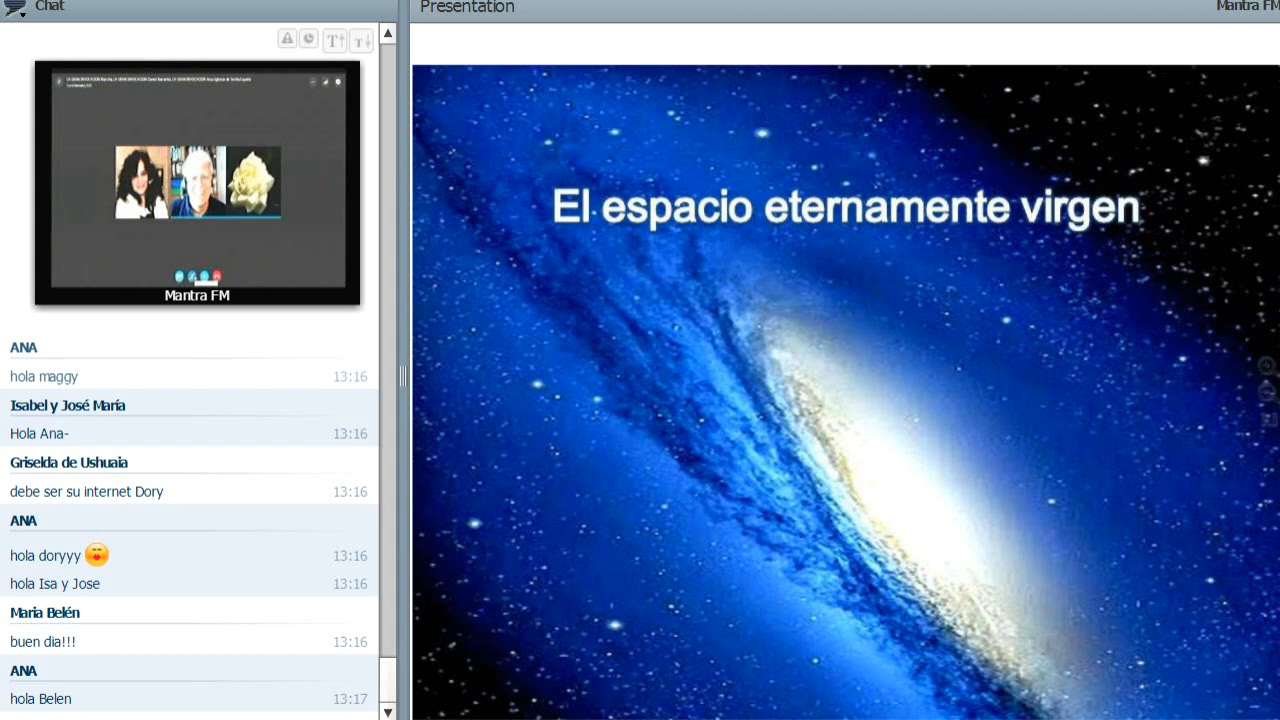 Chat
Presentation
Mantra FM
Mantra FM
ANA
hola maggy 13:16
Isabel y José María
Hola Ana- 13:16
Griselda de Ushuaia
debe ser su internet Dory 13:16
ANA
hola doryyy 13:16
hola Isa y Jose 13:16
Maria Belén
buen dia!!! 13:16
ANA
hola Belen 13:17
El espacio eternamente virgen